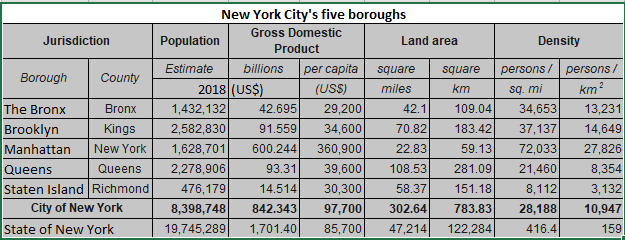 New York City's five boroughs
Jurisdiction Population Gross Domestic Product Land area Density
Borough County Estimate billions per capita square square persons / persons /
2018 (US$) (US$) miles km sq. mi km 2
The Bronx Bronx 1,432,132 42.695 29,200 42.1 109.04 34,653 13,231
Brooklyn Kings 2,582,830 91.559 34,600 70.82 183.42 37,137 14,649
Manhattan New York 1,628,701 600.244 360,900 22.83 59.13 72,033 27,826
Queens Queens 2,278,906 93.31 39,600 108.53 281.09 21,460 8,354
Staten Island Richmond 476,179 14.514 30,300 58.37 151.18 8,112 3,132
City of New York 8,398,748 842.343 97,700 302.64 783.83 28,188 10,947
State of New York 19,745,289 1,701.40 85,700 47,214 122,284 416.4 159